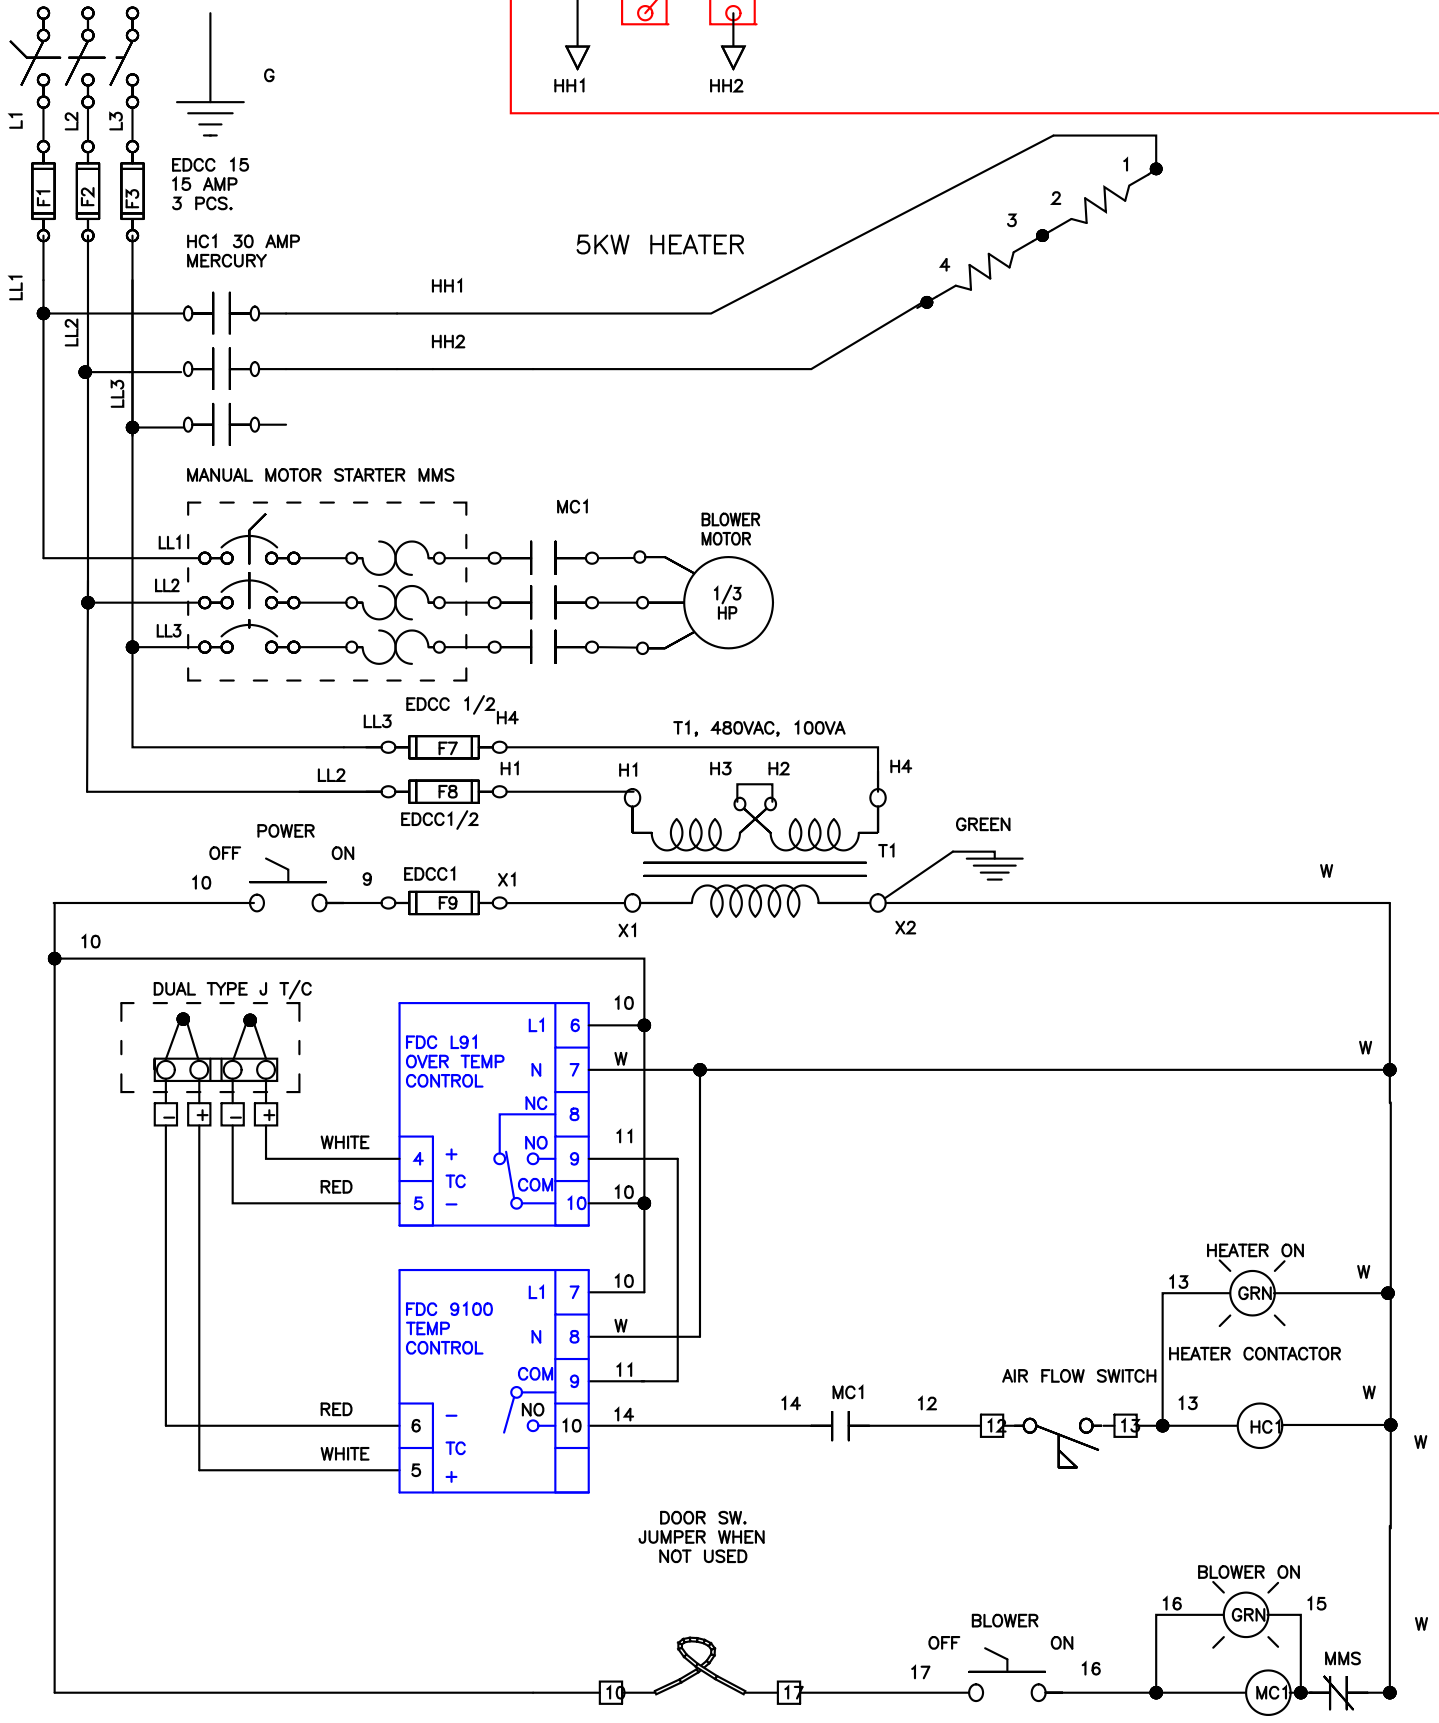 HH1
HH2
G
L1
L2
L3
EDCC 15
15 AMP
3 PCS.
F1
F2
F3
1
2
3
4
HC1 30 AMP
MERCURY
5KW HEATER
LL1
HH1
LL2
HH2
LL3
MANUAL MOTOR STARTER MMS
MC1
BLOWER
MOTOR
LL1
LL2
LL3
1/3
HP
EDCC 1/2
LL3
H4
F7
T1, 480VAC, 100VA
LL2
H1
F8
EDCC1/2
H1
H3
H2
H4
T1
GREEN
POWER
OFF
ON
10
9
EDCC1
X1
F9
X1
X2
W
10
DUAL TYPE J T/C
FDC L91
OVER TEMP
CONTROL
L1
6
10
N
7
W
W
NC
8
NO
9
11
COM
10
10
-
+
-
+
WHITE
4
+
TC
RED
5
-
FDC 9100
TEMP
CONTROL
L1
7
10
N
8
W
COM
9
11
NO
10
14
RED
6
-
TC
WHITE
5
+
14
MC1
12
12
AIR FLOW SWITCH
13
HEATER ON
13
GRN
W
HEATER CONTACTOR
13
HC1
W
W
DOOR SW.
JUMPER WHEN
NOT USED
BLOWER ON
16
GRN
15
W
10
17
17
BLOWER
OFF
ON
16
MC1
MMS